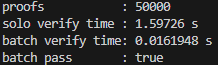 proofs : 50000
solo verify time : 1.59726 s
batch verify time: 0.0161948 s
batch pass : true